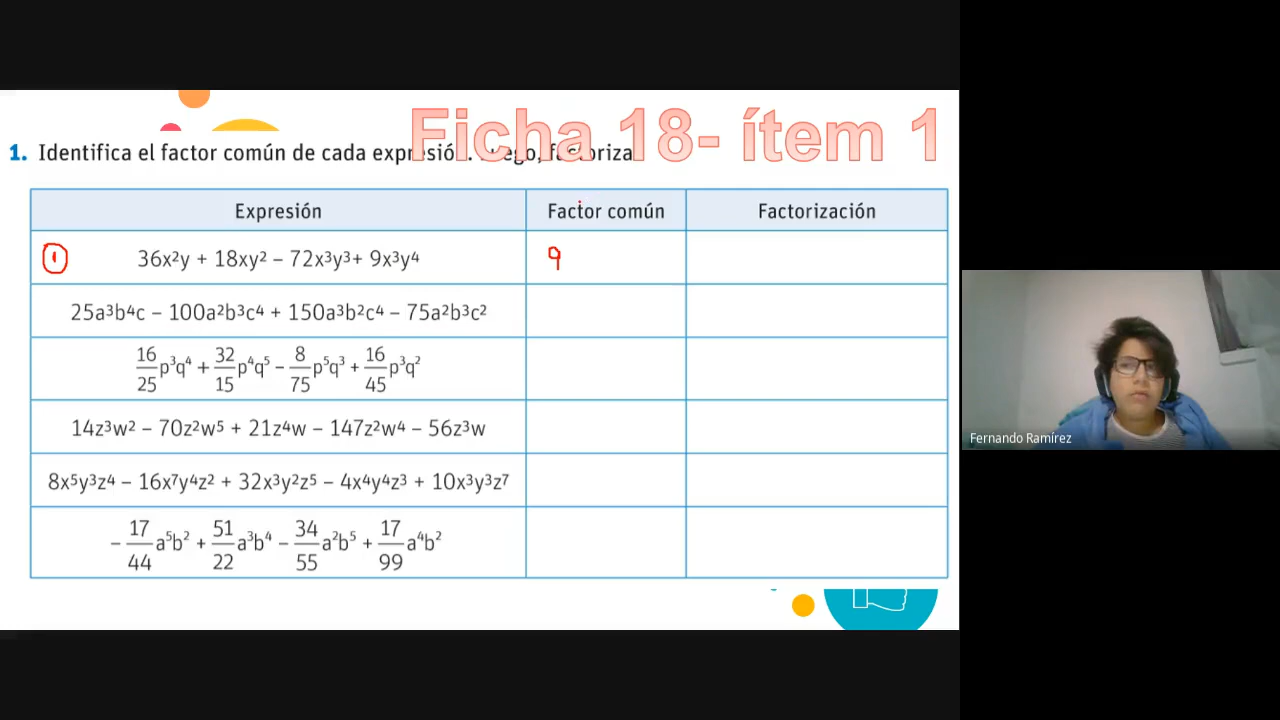 Ficha 18- ítem 1
1. Identifica el factor común de cada expresión. Luego, factoriza
Expresión Factor común Factorización
1 36x²y + 18xy² – 72x³y³+ 9x³y⁴ 9
25a³b⁴c – 100a²b³c⁴ + 150a³b²c⁴ – 75a²b³c²
16/25 p³q⁴ + 32/15 p⁴q⁵ – 8/75 p⁵q³ + 16/45 p³q²
14z³w² – 70z²w⁵ + 21z⁴w – 147z²w⁴ – 56z³w
8x⁵y³z⁴ – 16x⁷y⁴z² + 32x³y²z⁵ – 4x⁴y⁴z³ + 10x³y³z⁷
– 17/44 a⁵b² + 51/22 a³b⁴ – 34/55 a²b⁵ + 17/99 a⁴b²
Fernando Ramírez